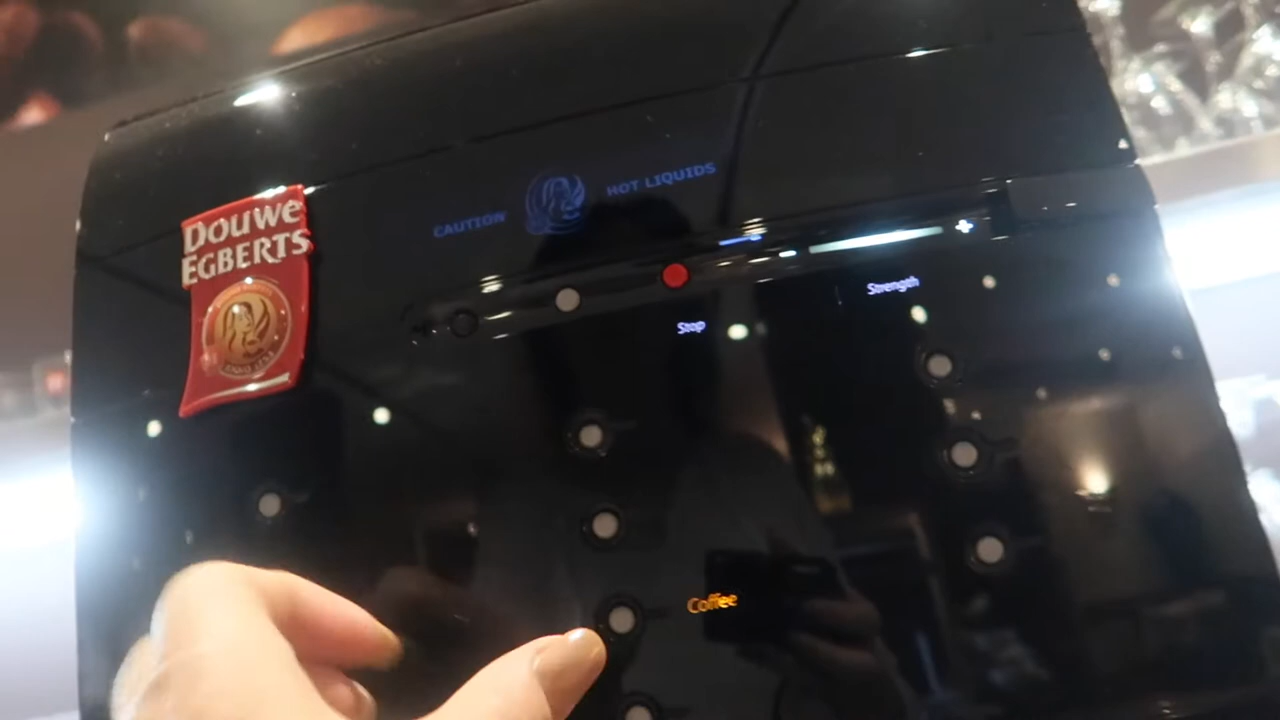 DOUWE
EGBERTS
CAUTION HOT LIQUIDS
Stop
Strength
Coffee